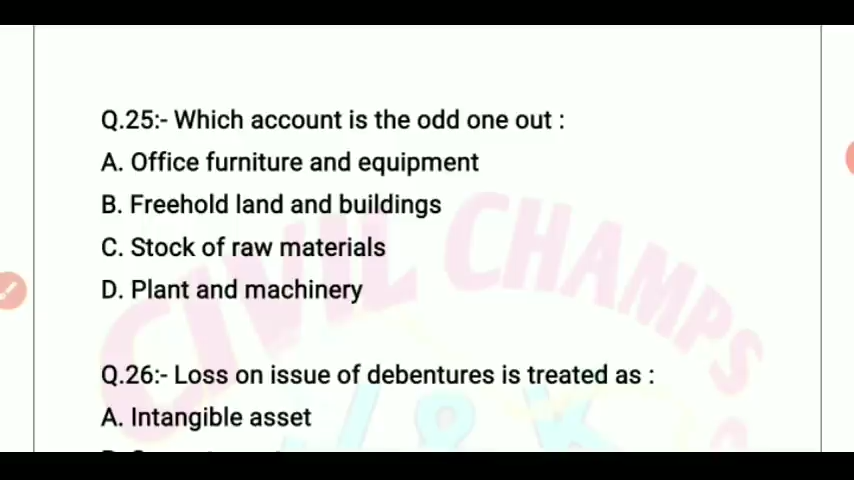 Q.25:- Which account is the odd one out :
A. Office furniture and equipment
B. Freehold land and buildings
C. Stock of raw materials
D. Plant and machinery
Q.26:- Loss on issue of debentures is treated as :
A. Intangible asset
CIVIL CHAMPS
J&K